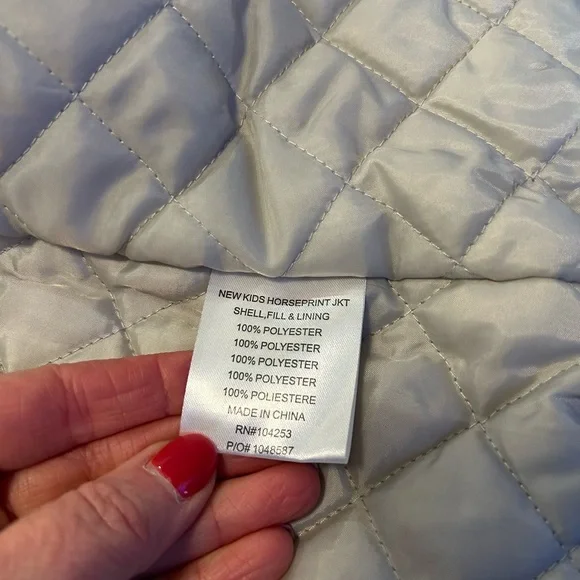 NEW KIDS HORSEPRINT JKT
SHELL,FILL & LINING
100% POLYESTER
100% POLYESTER
100% POLYESTER
100% POLYESTER
100% POLIESTERE
MADE IN CHINA
RN#104253
P/O# 1048587